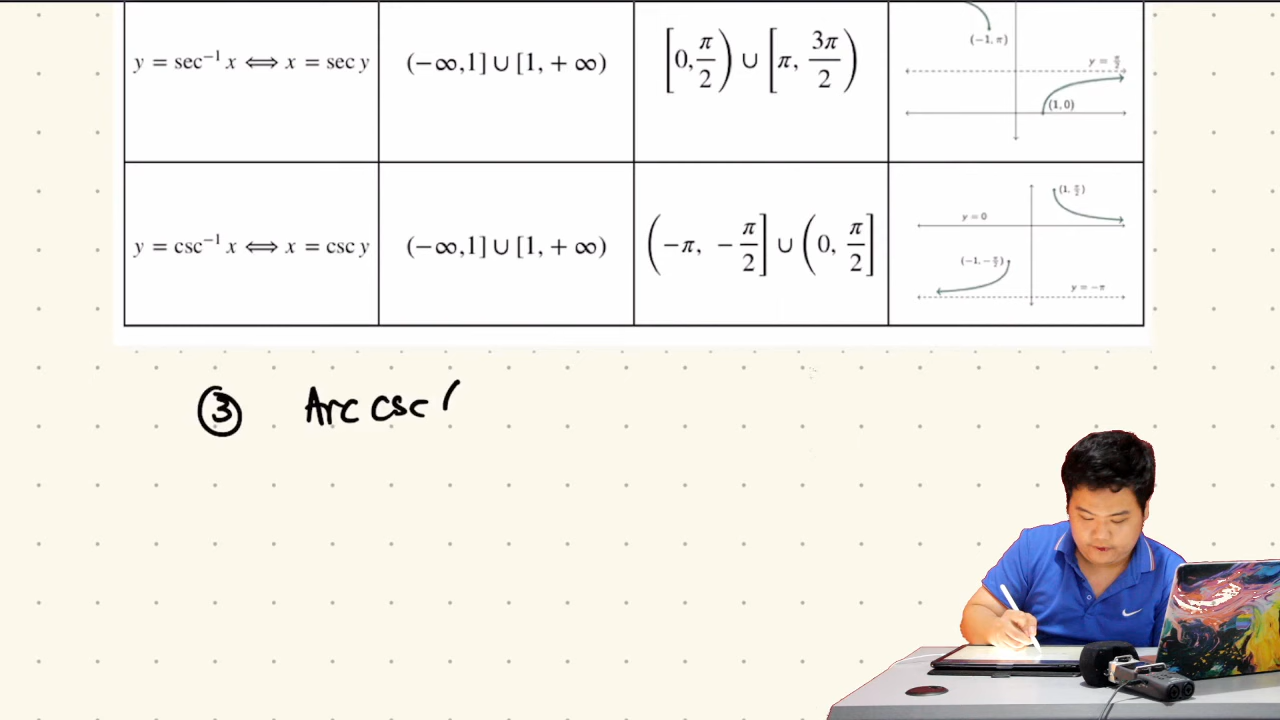 (−1, π)
y = sec⁻¹ x ⟺ x = sec y (−∞,1] ∪ [1, + ∞) [0, π/2) ∪ [π, 3π/2) y = π/2
(1, 0)
(1, π/2)
y = 0
y = csc⁻¹ x ⟺ x = csc y (−∞,1] ∪ [1, + ∞) (−π, − π/2] ∪ (0, π/2]
(−1, − π/2)
y = −π
③ Arc csc (